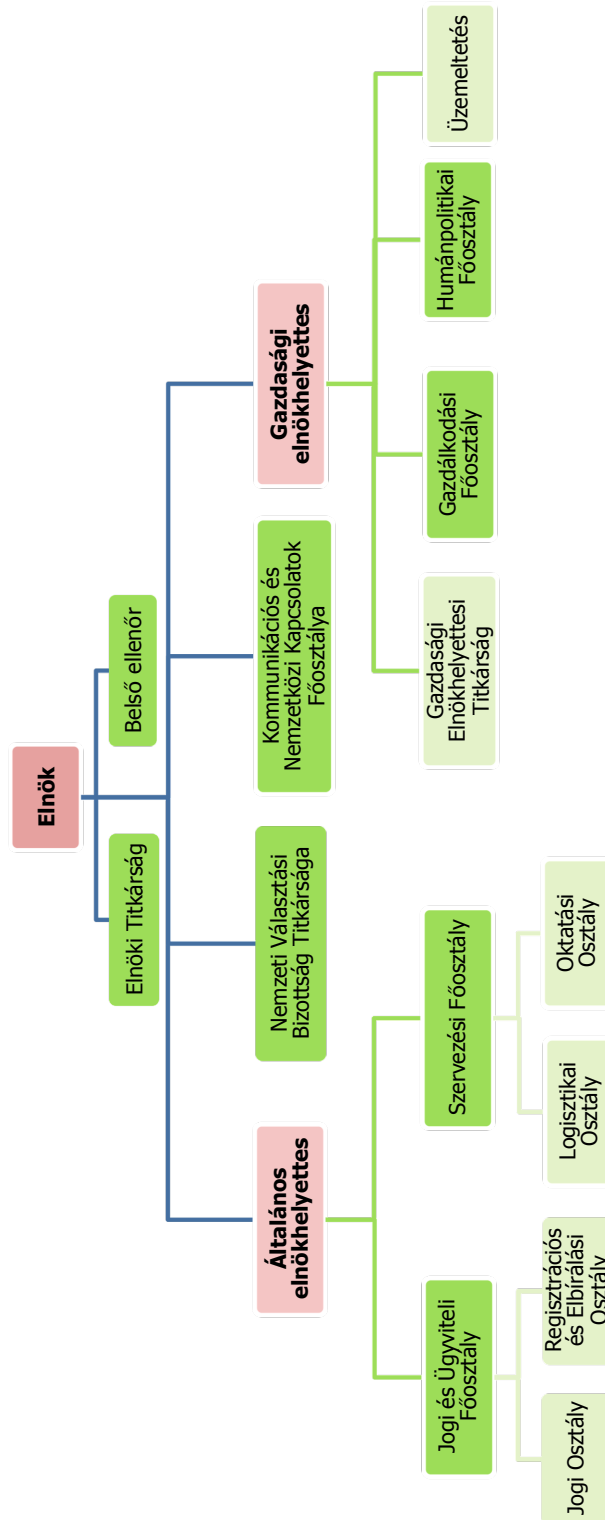 Elnök
Elnöki Titkárság
Belső ellenőr
Általános
elnökhelyettes
Nemzeti Választási
Bizottság Titkársága
Kommunikációs és
Nemzetközi Kapcsolatok
Főosztálya
Gazdasági
elnökhelyettes
Jogi és Ügyviteli
Főosztály
Szervezési Főosztály
Gazdasági
Elnökhelyettesi
Titkárság
Gazdálkodási
Főosztály
Humánpolitikai
Főosztály
Üzemeltetés
Jogi Osztály
Regisztrációs
és Elbírálási
Osztály
Logisztikai
Osztály
Oktatási
Osztály